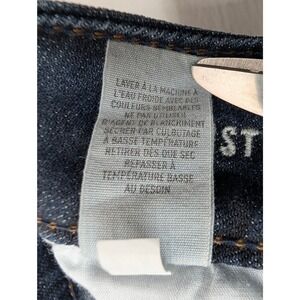 LAVER À LA MACHINE À
L'EAU FROIDE AVEC DES
COULEURS SEMBLABLES
NE PAS UTILISER
D'AGENT DE BLANCHIMENT
SÉCHER PAR CULBUTAGE
À BASSE TEMPÉRATURE
RETIRER DÈS QUE SEC
REPASSER À
TEMPÉRATURE BASSE
AU BESOIN
ST